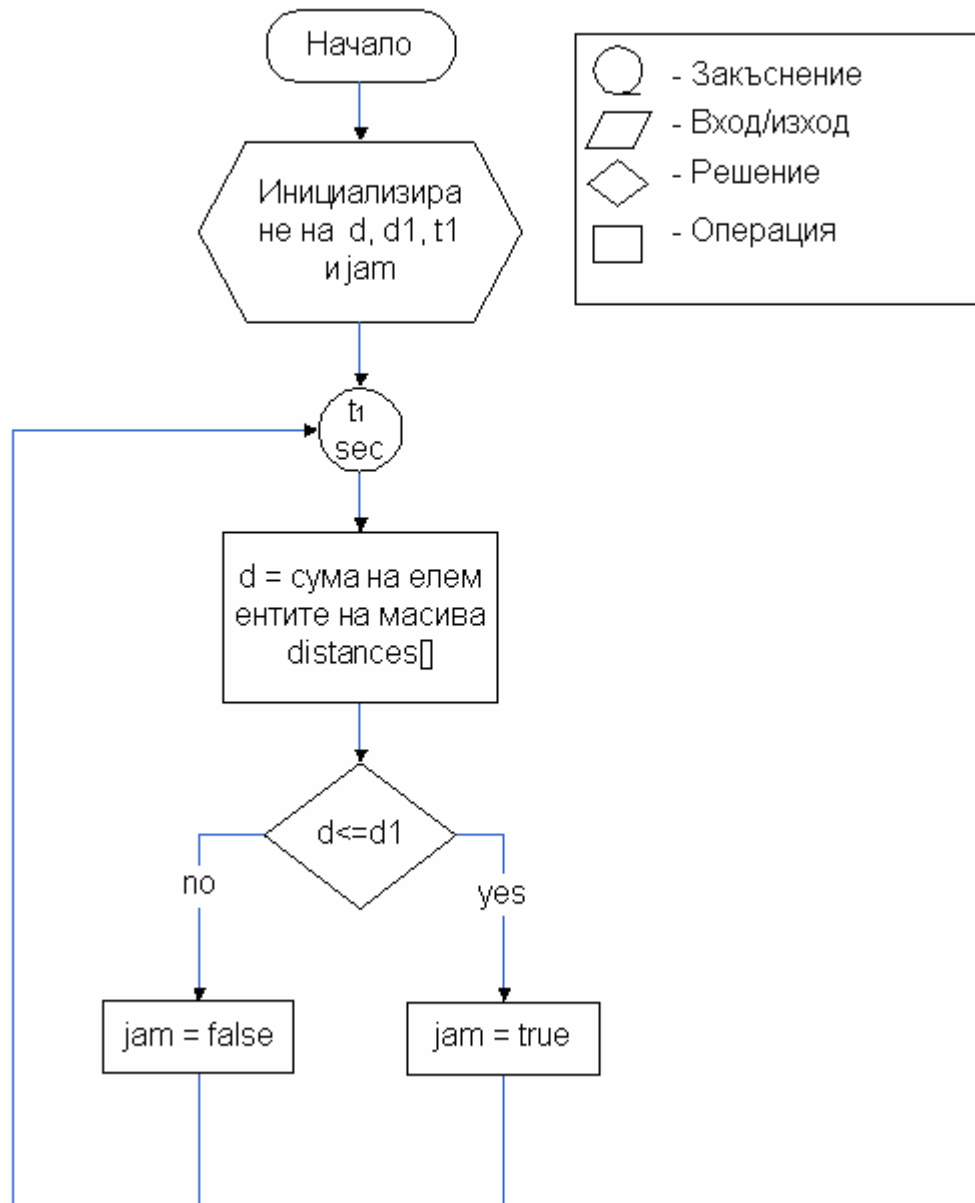 Начало
Инициализира
не на d, d1, t1
и jam
t1
sec
d = сума на елем
ентите на масива
distances[]
d<=d1
no
yes
jam = false
jam = true
- Закъснение
- Вход/изход
- Решение
- Операция